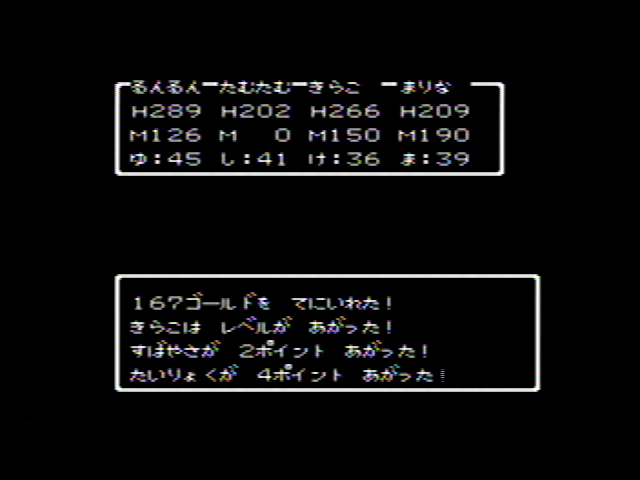 るんるん たむたむ きらこ まりな
H289 H202 H266 H209
M126 M 0 M150 M190
ゆ:45 し:41 け:36 ま:39
167ゴールドを てにいれた!
きらこは レベルが あがった!
すばやさが 2ポイント あがった!
たいりょくが 4ポイント あがった!